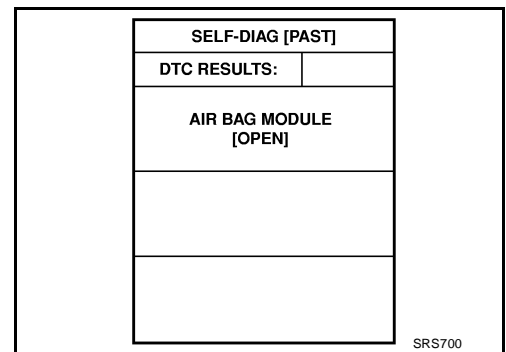 SELF-DIAG [PAST]
DTC RESULTS:
AIR BAG MODULE
[OPEN]
SRS700